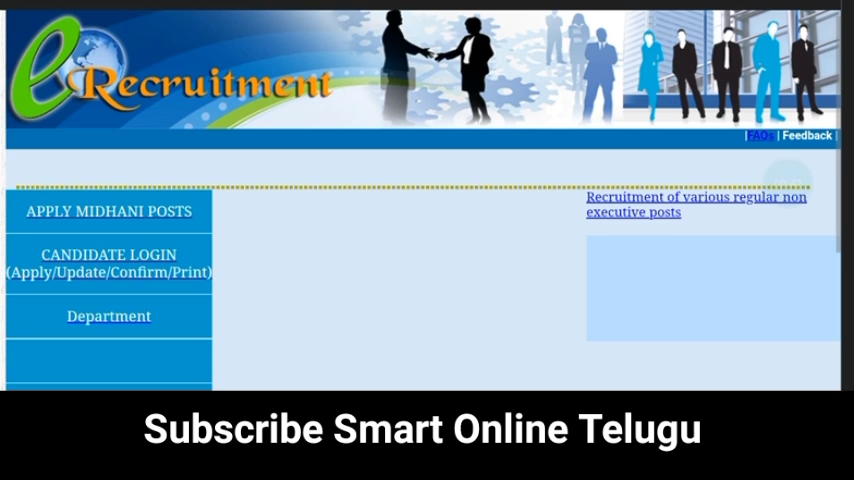 eRecruitment
|FAQs | Feedback |
APPLY MIDHANI POSTS
CANDIDATE LOGIN
(Apply/Update/Confirm/Print)
Department
Recruitment of various regular non
executive posts
Subscribe Smart Online Telugu